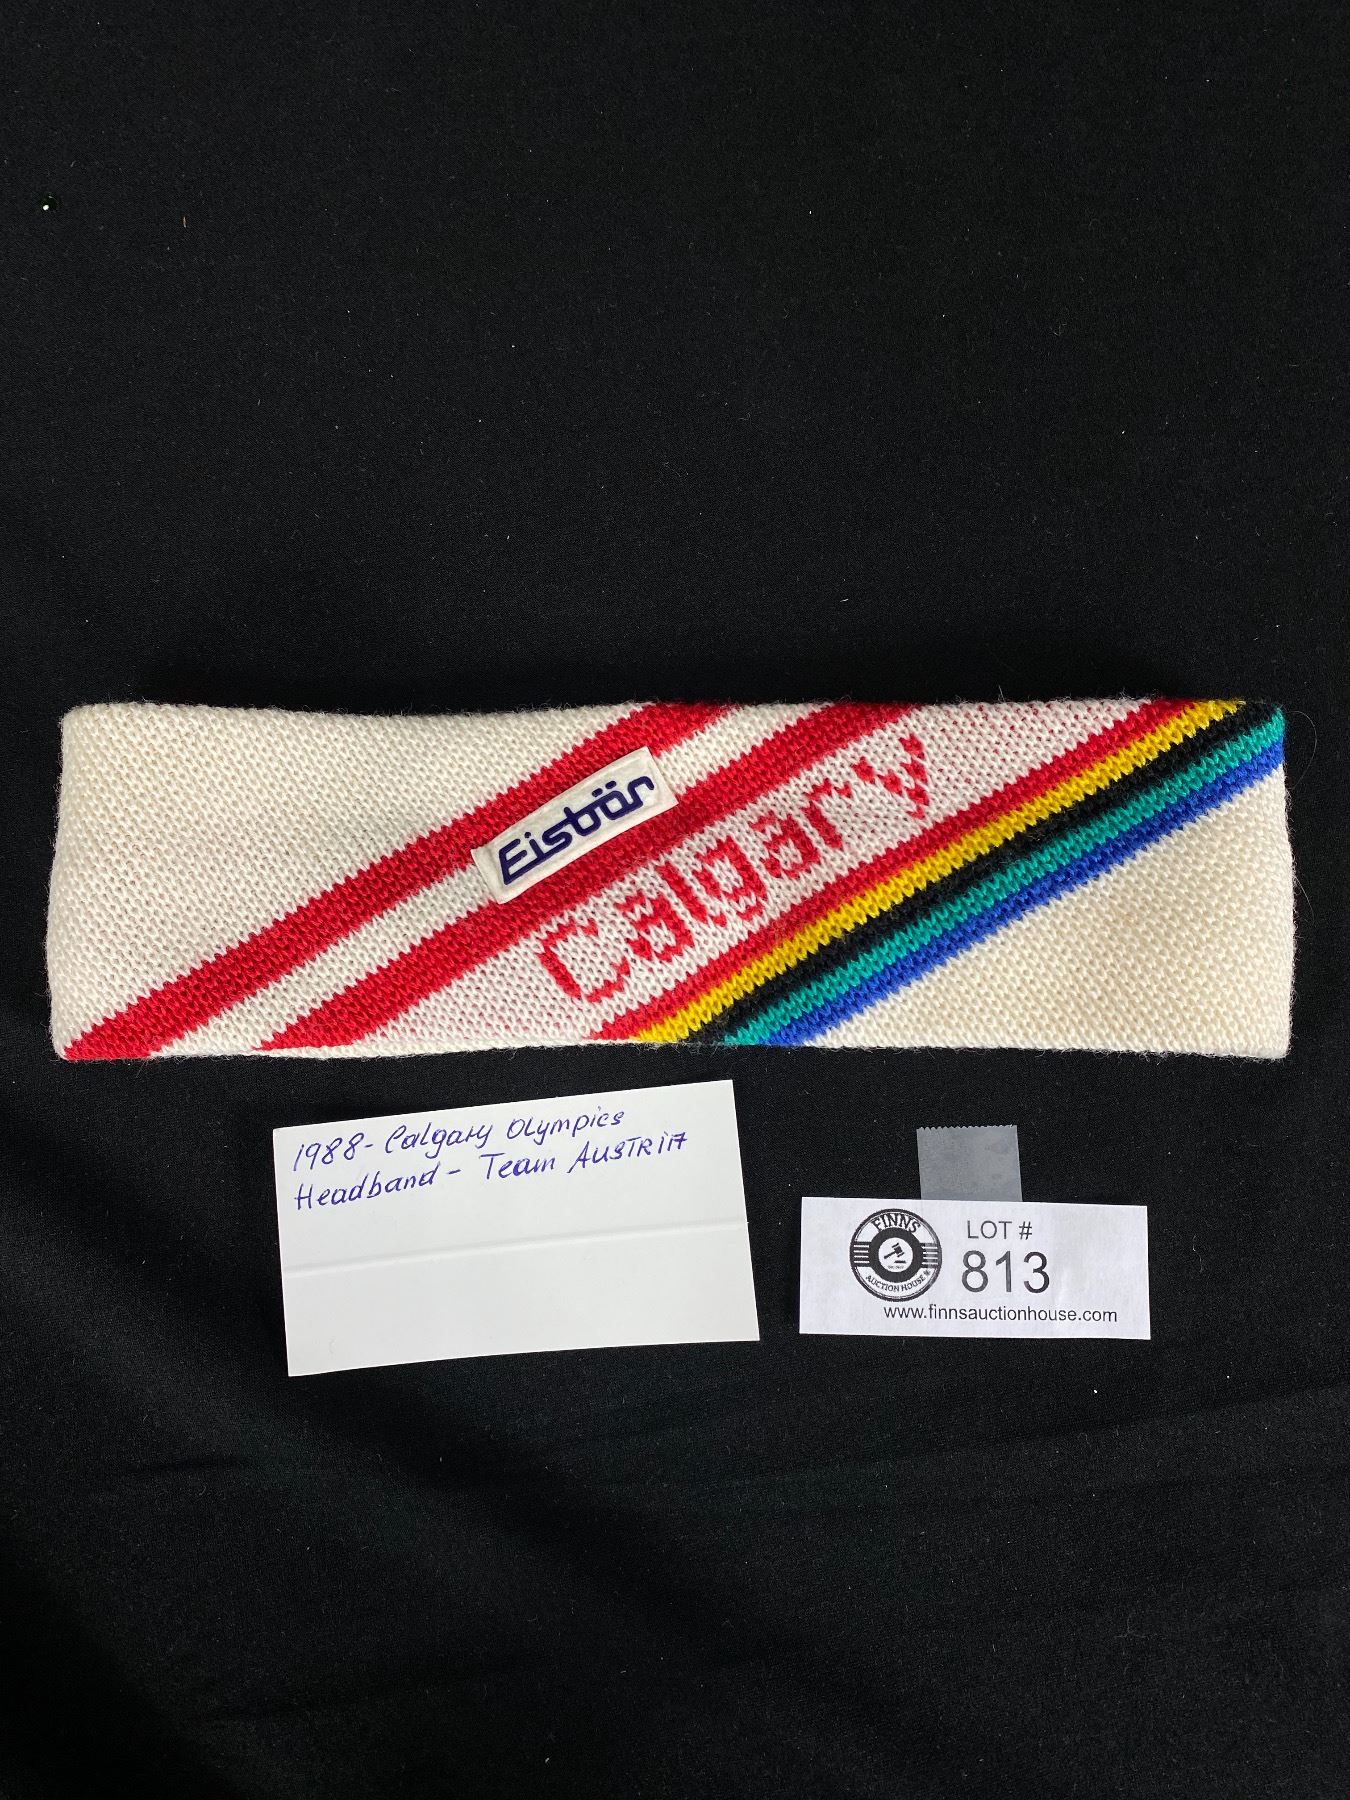 Eisbär
Calgary
1988- Calgary Olympics
Headband - Team AUSTRIA
FINNS
AUCTION HOUSE
LOT #
813
www.finnsauctionhouse.com